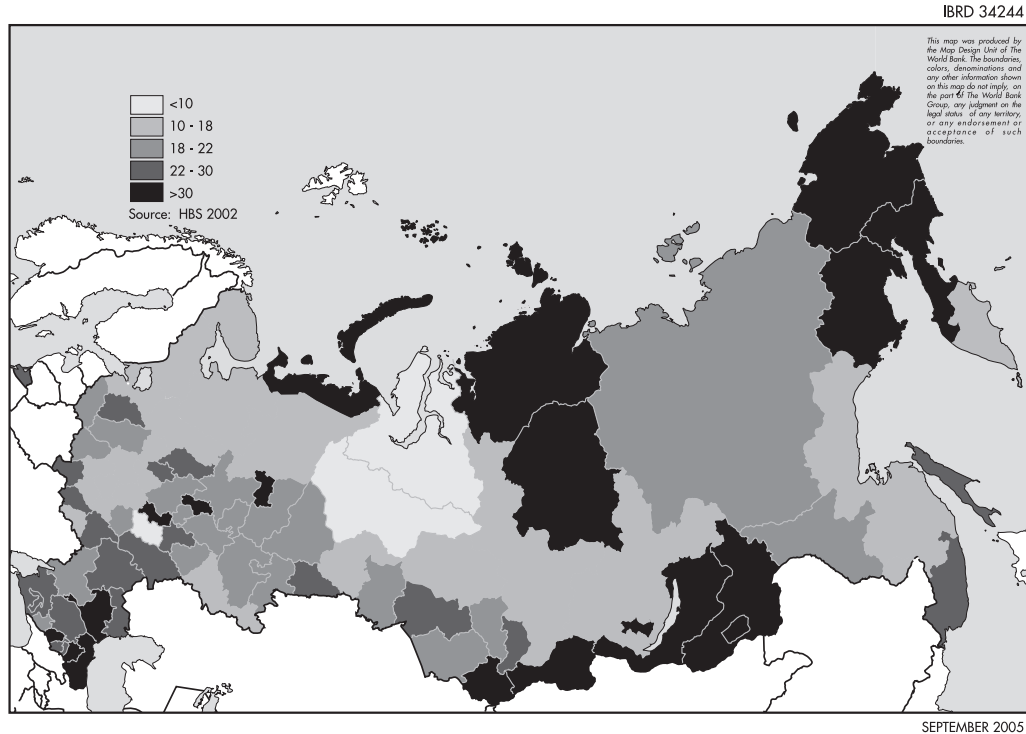 IBRD 34244
This map was produced by
the Map Design Unit of The
World Bank. The boundaries,
colors, denominations and
any other information shown
on this map do not imply, on
the part of The World Bank
Group, any judgment on the
legal status of any territory,
or any endorsement or
acceptance of such
boundaries.
<10
10 - 18
18 - 22
22 - 30
>30
Source: HBS 2002
SEPTEMBER 2005